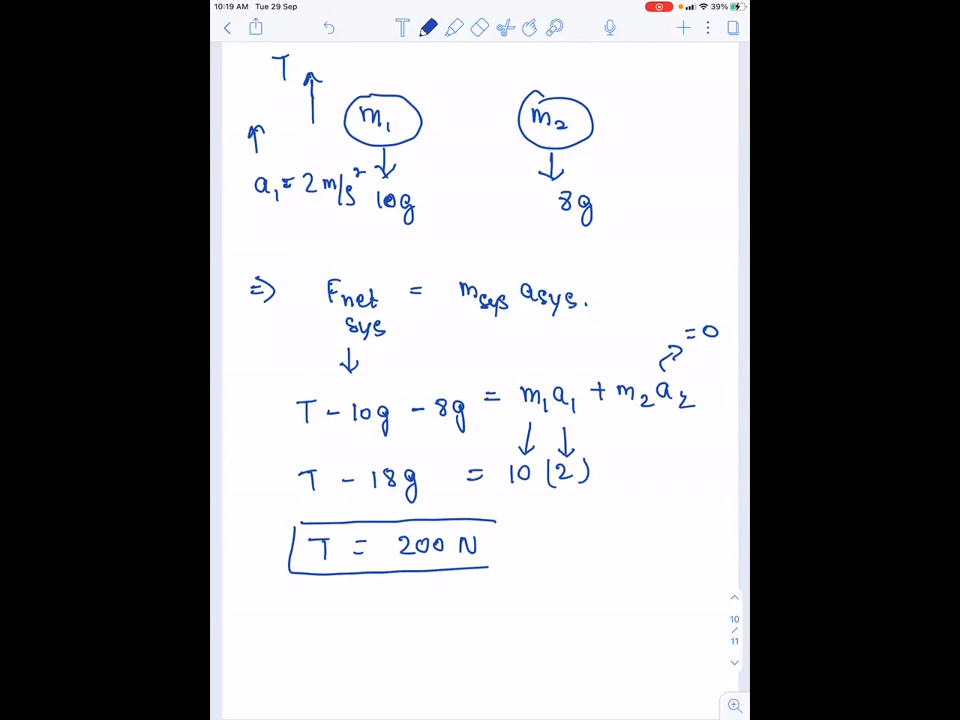 10:19 AM Tue 29 Sep
39%
T
m₁
m₂
a₁ = 2 m/s²
10g
8g
⇒ Fnet sys = msys asys.
= 0
T - 10g - 8g = m₁a₁ + m₂a₂
T - 18g = 10 (2)
T = 200 N
10
/
11